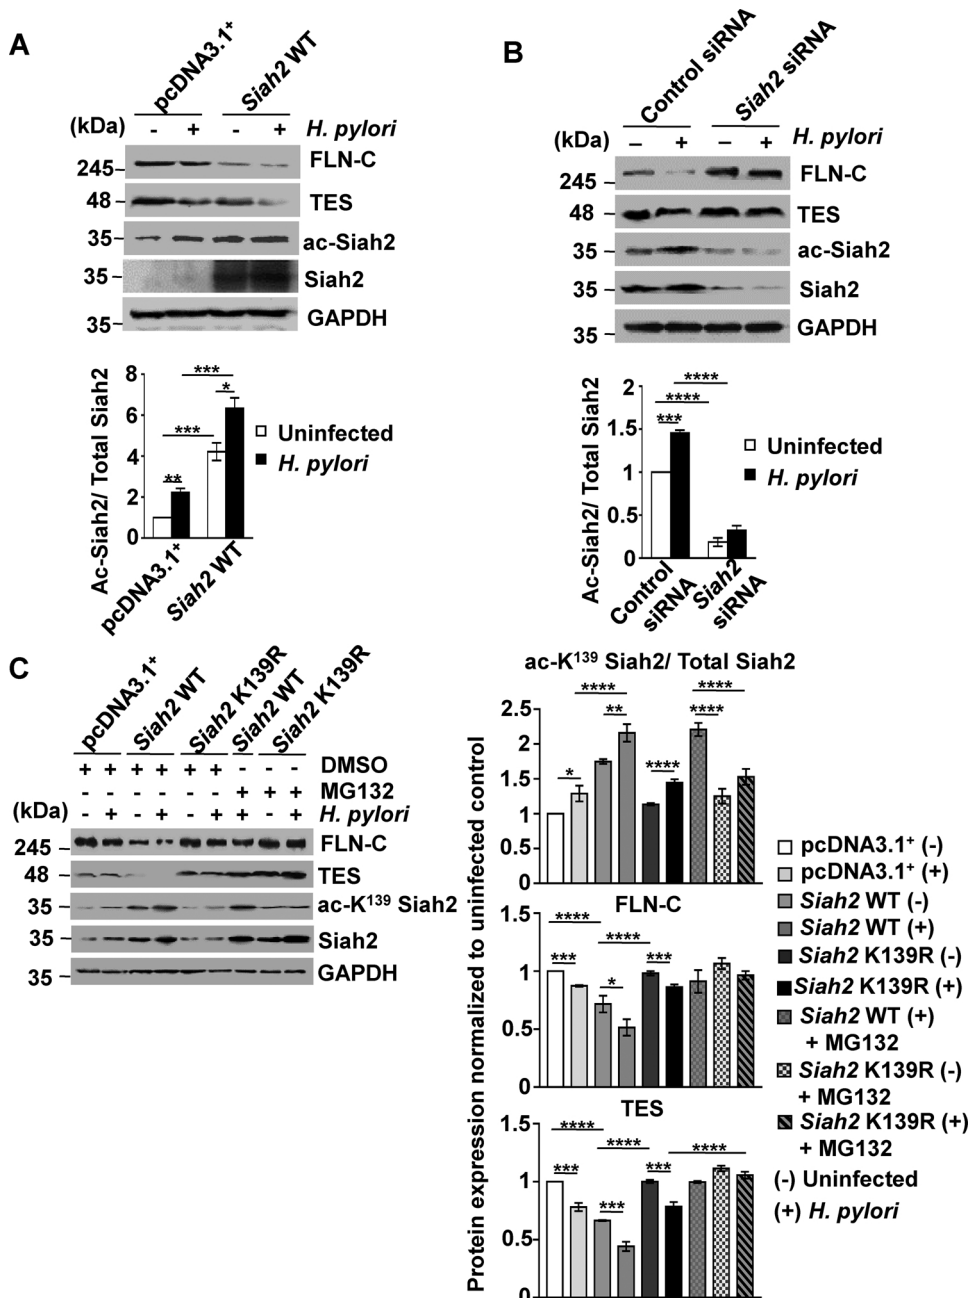 A
pcDNA3.1⁺
Siah2 WT
(kDa)
- + - + H. pylori
245 FLN-C
48 TES
35 ac-Siah2
35 Siah2
35 GAPDH
Ac-Siah2/ Total Siah2
8
6
4
2
0
***
*
***
**
Uninfected
H. pylori
pcDNA3.1⁺
Siah2 WT
B
Control siRNA
Siah2 siRNA
(kDa)
– + – + H. pylori
245 FLN-C
48 TES
35 ac-Siah2
35 Siah2
35 GAPDH
Ac-Siah2/ Total Siah2
2
1.5
1
0.5
0
****
****
***
Uninfected
H. pylori
Control siRNA
Siah2 siRNA
C
pcDNA3.1⁺
Siah2 WT
Siah2 K139R
Siah2 WT
Siah2 K139R
+ + + + + + - - - DMSO
- - - - - - + + + MG132
(kDa) - + - + - + + - + H. pylori
245 FLN-C
48 TES
35 ac-K¹³⁹ Siah2
35 Siah2
35 GAPDH
Protein expression normalized to uninfected control
ac-K¹³⁹ Siah2/ Total Siah2
2.5
2
1.5
1
0.5
0
****
**
*
****
****
****
FLN-C
1.5
1
0.5
0
****
****
***
*
***
TES
1.5
1
0.5
0
****
****
****
***
***
***
pcDNA3.1⁺ (-)
pcDNA3.1⁺ (+)
Siah2 WT (-)
Siah2 WT (+)
Siah2 K139R (-)
Siah2 K139R (+)
Siah2 WT (+)
+ MG132
Siah2 K139R (-)
+ MG132
Siah2 K139R (+)
+ MG132
(-) Uninfected
(+) H. pylori